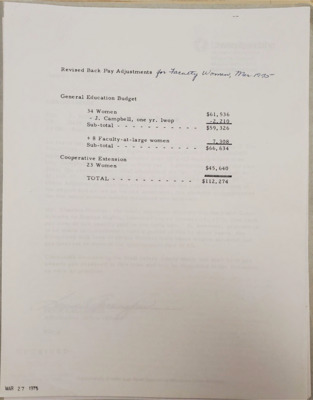 Revised Back Pay Adjustments for Faculty Women, Mar 1975
General Education Budget
54 Women $61,536
- J. Campbell, one yr. lwop -2,210
Sub-total - - - - - - - - - - - $59,326
+ 8 Faculty-at-large women 7,308
Sub-total - - - - - - - - - - - $66,634
Cooperative Extension
23 Women $45,640
TOTAL - - - - - - - - - - - $112,274
MAR 27 1975